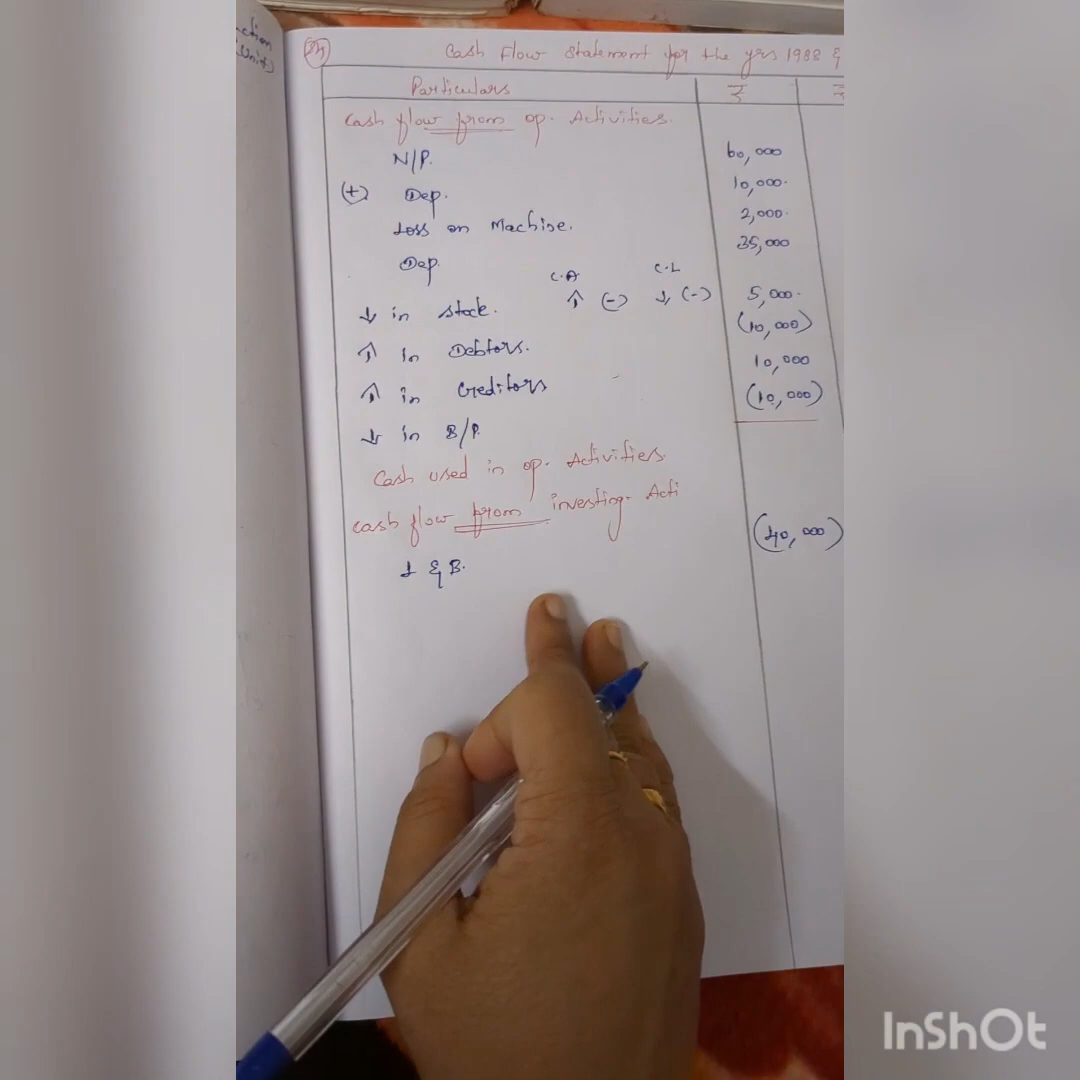 ction
Unit)
24
Cash Flow Statement for the yrs 1988 &
Particulars ₹ ₹
Cash flow from op. Activities.
N/P. 60,000
(+) Dep. 10,000.
Loss on Machine. 2,000.
Dep 35,000
C.A C.L
↓ in stock. ↑ (-) ↓ (-) 5,000.
↑ in Debtors. (10,000)
↑ in Creditors 10,000
↓ in B/P. (10,000)
Cash used in op. Activities.
Cash flow from investing. Acti
L & B. (40,000)
InShOt